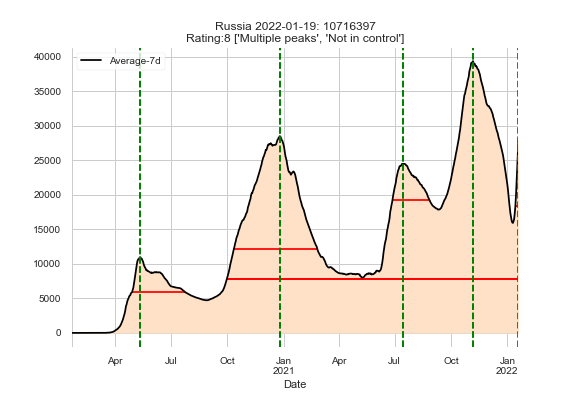 Russia 2022-01-19: 10716397
Rating:8 ['Multiple peaks', 'Not in control']
Average-7d
40000
35000
30000
25000
20000
15000
10000
5000
0
Apr Jul Oct Jan Apr Jul Oct Jan
2021 2022
Date